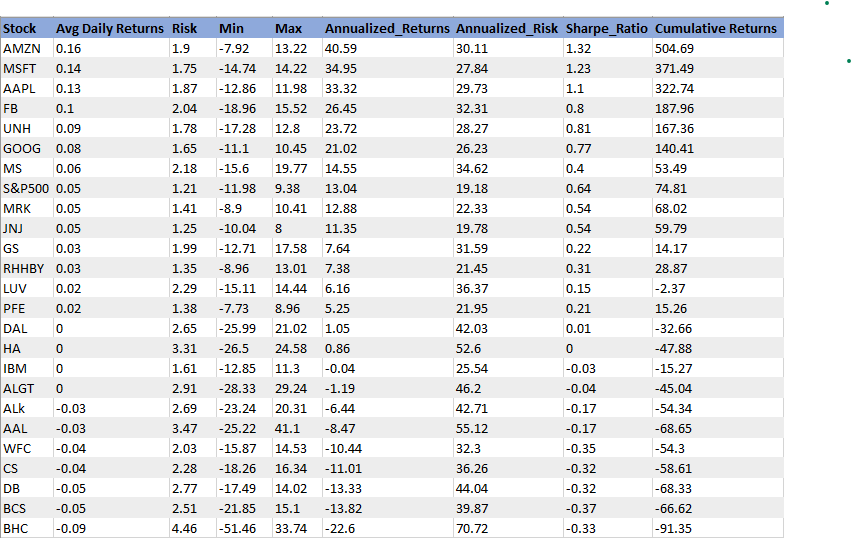 Stock Avg Daily Returns Risk Min Max Annualized_Returns Annualized_Risk Sharpe_Ratio Cumulative Returns
AMZN 0.16 1.9 -7.92 13.22 40.59 30.11 1.32 504.69
MSFT 0.14 1.75 -14.74 14.22 34.95 27.84 1.23 371.49
AAPL 0.13 1.87 -12.86 11.98 33.32 29.73 1.1 322.74
FB 0.1 2.04 -18.96 15.52 26.45 32.31 0.8 187.96
UNH 0.09 1.78 -17.28 12.8 23.72 28.27 0.81 167.36
GOOG 0.08 1.65 -11.1 10.45 21.02 26.23 0.77 140.41
MS 0.06 2.18 -15.6 19.77 14.55 34.62 0.4 53.49
S&P500 0.05 1.21 -11.98 9.38 13.04 19.18 0.64 74.81
MRK 0.05 1.41 -8.9 10.41 12.88 22.33 0.54 68.02
JNJ 0.05 1.25 -10.04 8 11.35 19.78 0.54 59.79
GS 0.03 1.99 -12.71 17.58 7.64 31.59 0.22 14.17
RHHBY 0.03 1.35 -8.96 13.01 7.38 21.45 0.31 28.87
LUV 0.02 2.29 -15.11 14.44 6.16 36.37 0.15 -2.37
PFE 0.02 1.38 -7.73 8.96 5.25 21.95 0.21 15.26
DAL 0 2.65 -25.99 21.02 1.05 42.03 0.01 -32.66
HA 0 3.31 -26.5 24.58 0.86 52.6 0 -47.88
IBM 0 1.61 -12.85 11.3 -0.04 25.54 -0.03 -15.27
ALGT 0 2.91 -28.33 29.24 -1.19 46.2 -0.04 -45.04
ALk -0.03 2.69 -23.24 20.31 -6.44 42.71 -0.17 -54.34
AAL -0.03 3.47 -25.22 41.1 -8.47 55.12 -0.17 -68.65
WFC -0.04 2.03 -15.87 14.53 -10.44 32.3 -0.35 -54.3
CS -0.04 2.28 -18.26 16.34 -11.01 36.26 -0.32 -58.61
DB -0.05 2.77 -17.49 14.02 -13.33 44.04 -0.32 -68.33
BCS -0.05 2.51 -21.85 15.1 -13.82 39.87 -0.37 -66.62
BHC -0.09 4.46 -51.46 33.74 -22.6 70.72 -0.33 -91.35